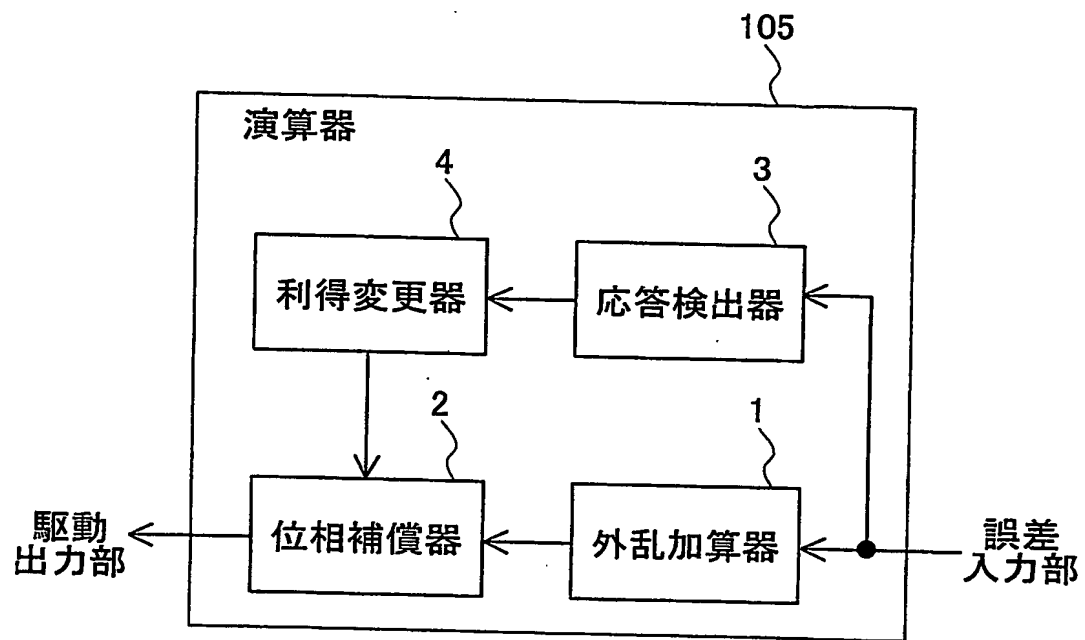 105
演算器
4
3
利得変更器
応答検出器
2
1
位相補償器
外乱加算器
駆動
出力部
誤差
入力部